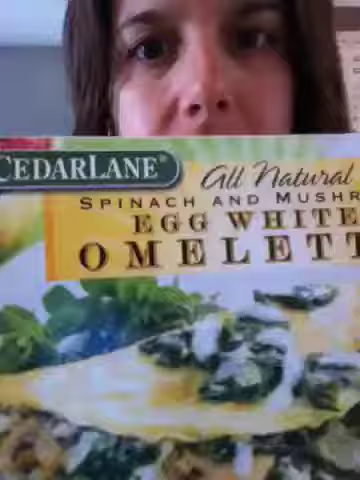 CEDARLANE®
All Natural
SPINACH AND MUSHR
EGG WHITE
OMELETT